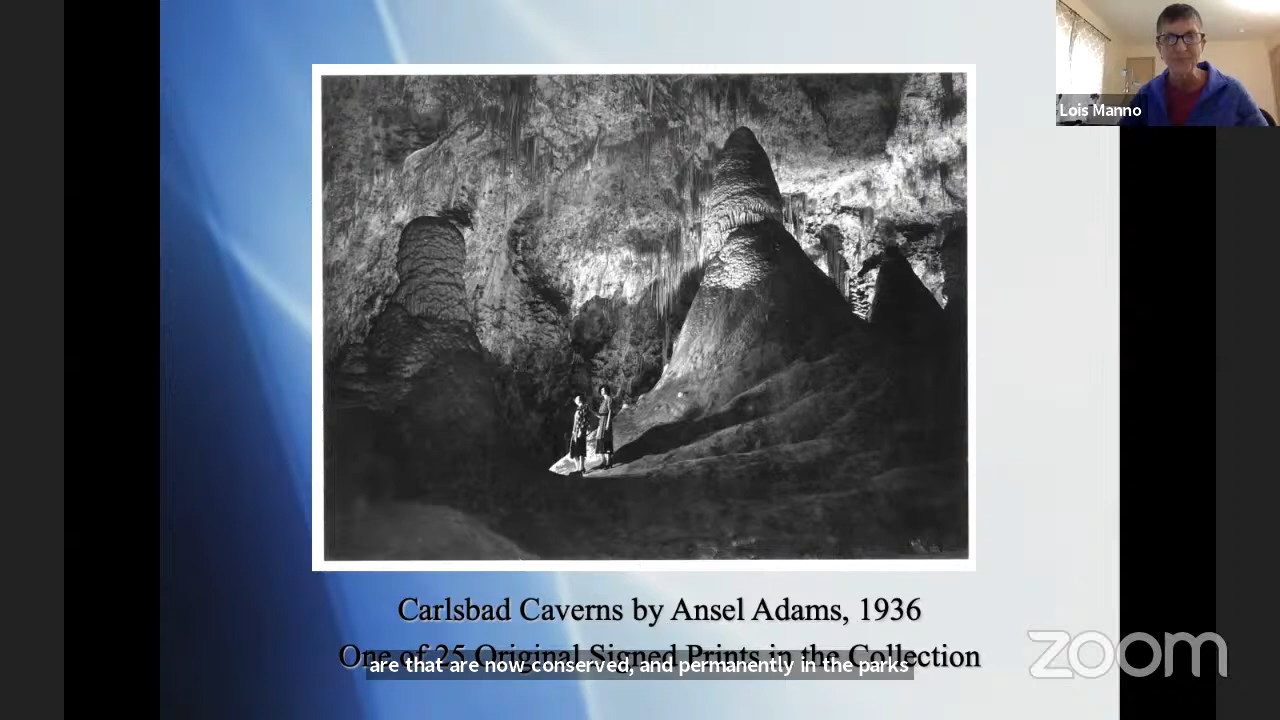 Lois Manno
Carlsbad Caverns by Ansel Adams, 1936
One of 25 Original Signed Prints in the Collection
are that are now conserved, and permanently in the parks
zoom